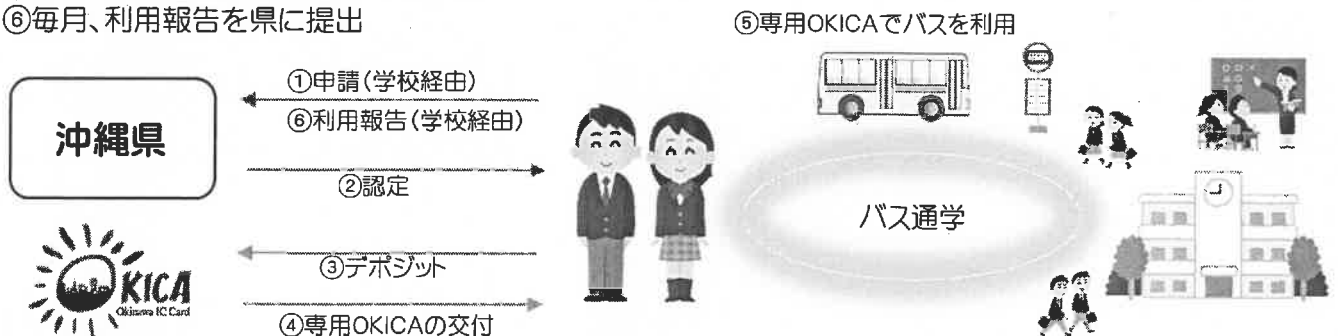 ⑥毎月、利用報告を県に提出
⑤専用OKICAでバスを利用
①申請(学校経由)
⑥利用報告(学校経由)
沖縄県
②認定
バス通学
③デポジット
OKICA
Okinawa IC Card
④専用OKICAの交付